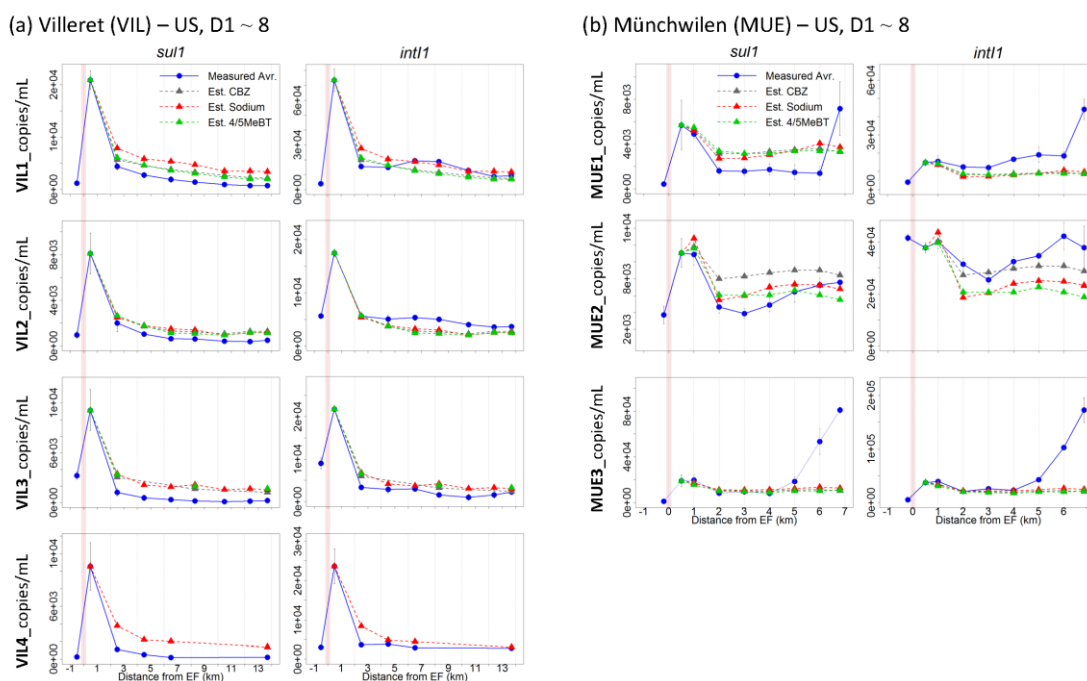 (a) Villeret (VIL) – US, D1 ~ 8
sul1
intI1
VIL1_copies/mL
0e+00 1e+04 2e+04
Measured Avr.
Est. CBZ
Est. Sodium
Est. 4/5MeBT
0e+00 2e+04 4e+04 6e+04
VIL2_copies/mL
0e+00 4e+03 8e+03
0e+00 1e+04 2e+04
VIL3_copies/mL
0e+00 6e+03 1e+04
0e+00 1e+04 2e+04
VIL4_copies/mL
0e+00 6e+03 1e+04
0e+00 1e+04 2e+04 3e+04
-1 1 3 5 7 9 11 13
Distance from EF (km)
-1 1 3 5 7 9 11 13
Distance from EF (km)
(b) Münchwilen (MUE) – US, D1 ~ 8
sul1
intI1
MUE1_copies/mL
0e+00 4e+03 8e+03
Measured Avr.
Est. CBZ
Est. Sodium
Est. 4/5MeBT
0e+00 2e+04 4e+04 6e+04
MUE2_copies/mL
2e+03 6e+03 1e+04
0e+00 2e+04 4e+04
MUE3_copies/mL
0e+00 4e+04 8e+04
0e+00 1e+05 2e+05
-1 0 1 2 3 4 5 6 7
Distance from EF (km)
-1 0 1 2 3 4 5 6
Distance from EF (km)